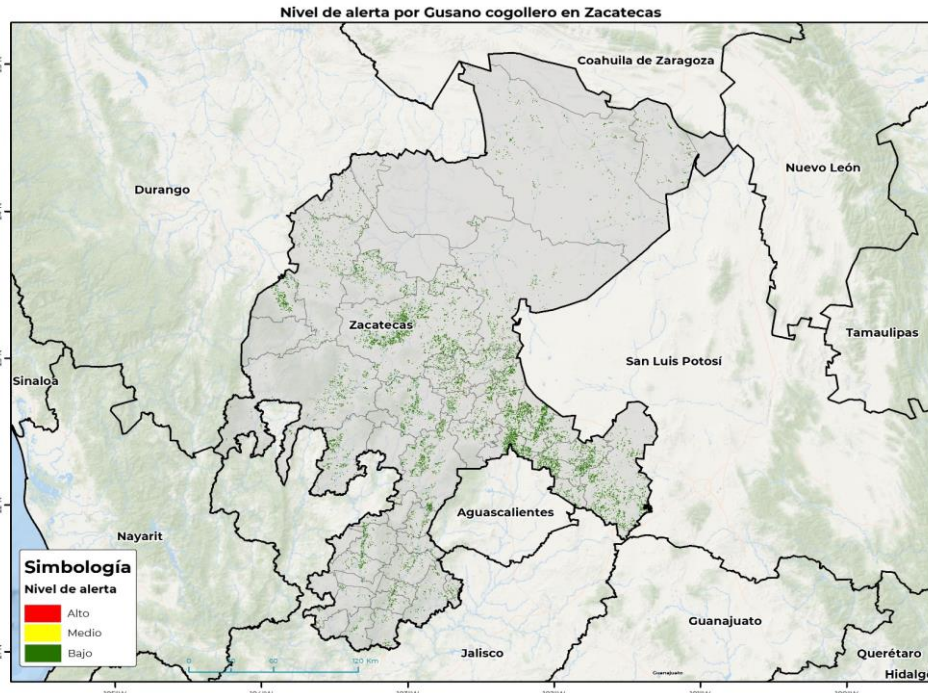 Nivel de alerta por Gusano cogollero en Zacatecas
Coahuila de Zaragoza
Nuevo León
Durango
Zacatecas
Tamaulipas
San Luis Potosí
Sinaloa
Aguascalientes
Nayarit
Simbología
Nivel de alerta
Alto
Medio
Bajo
Guanajuato
Jalisco
Querétaro
Guanajuato
Hidalgo
0
60
120 Km